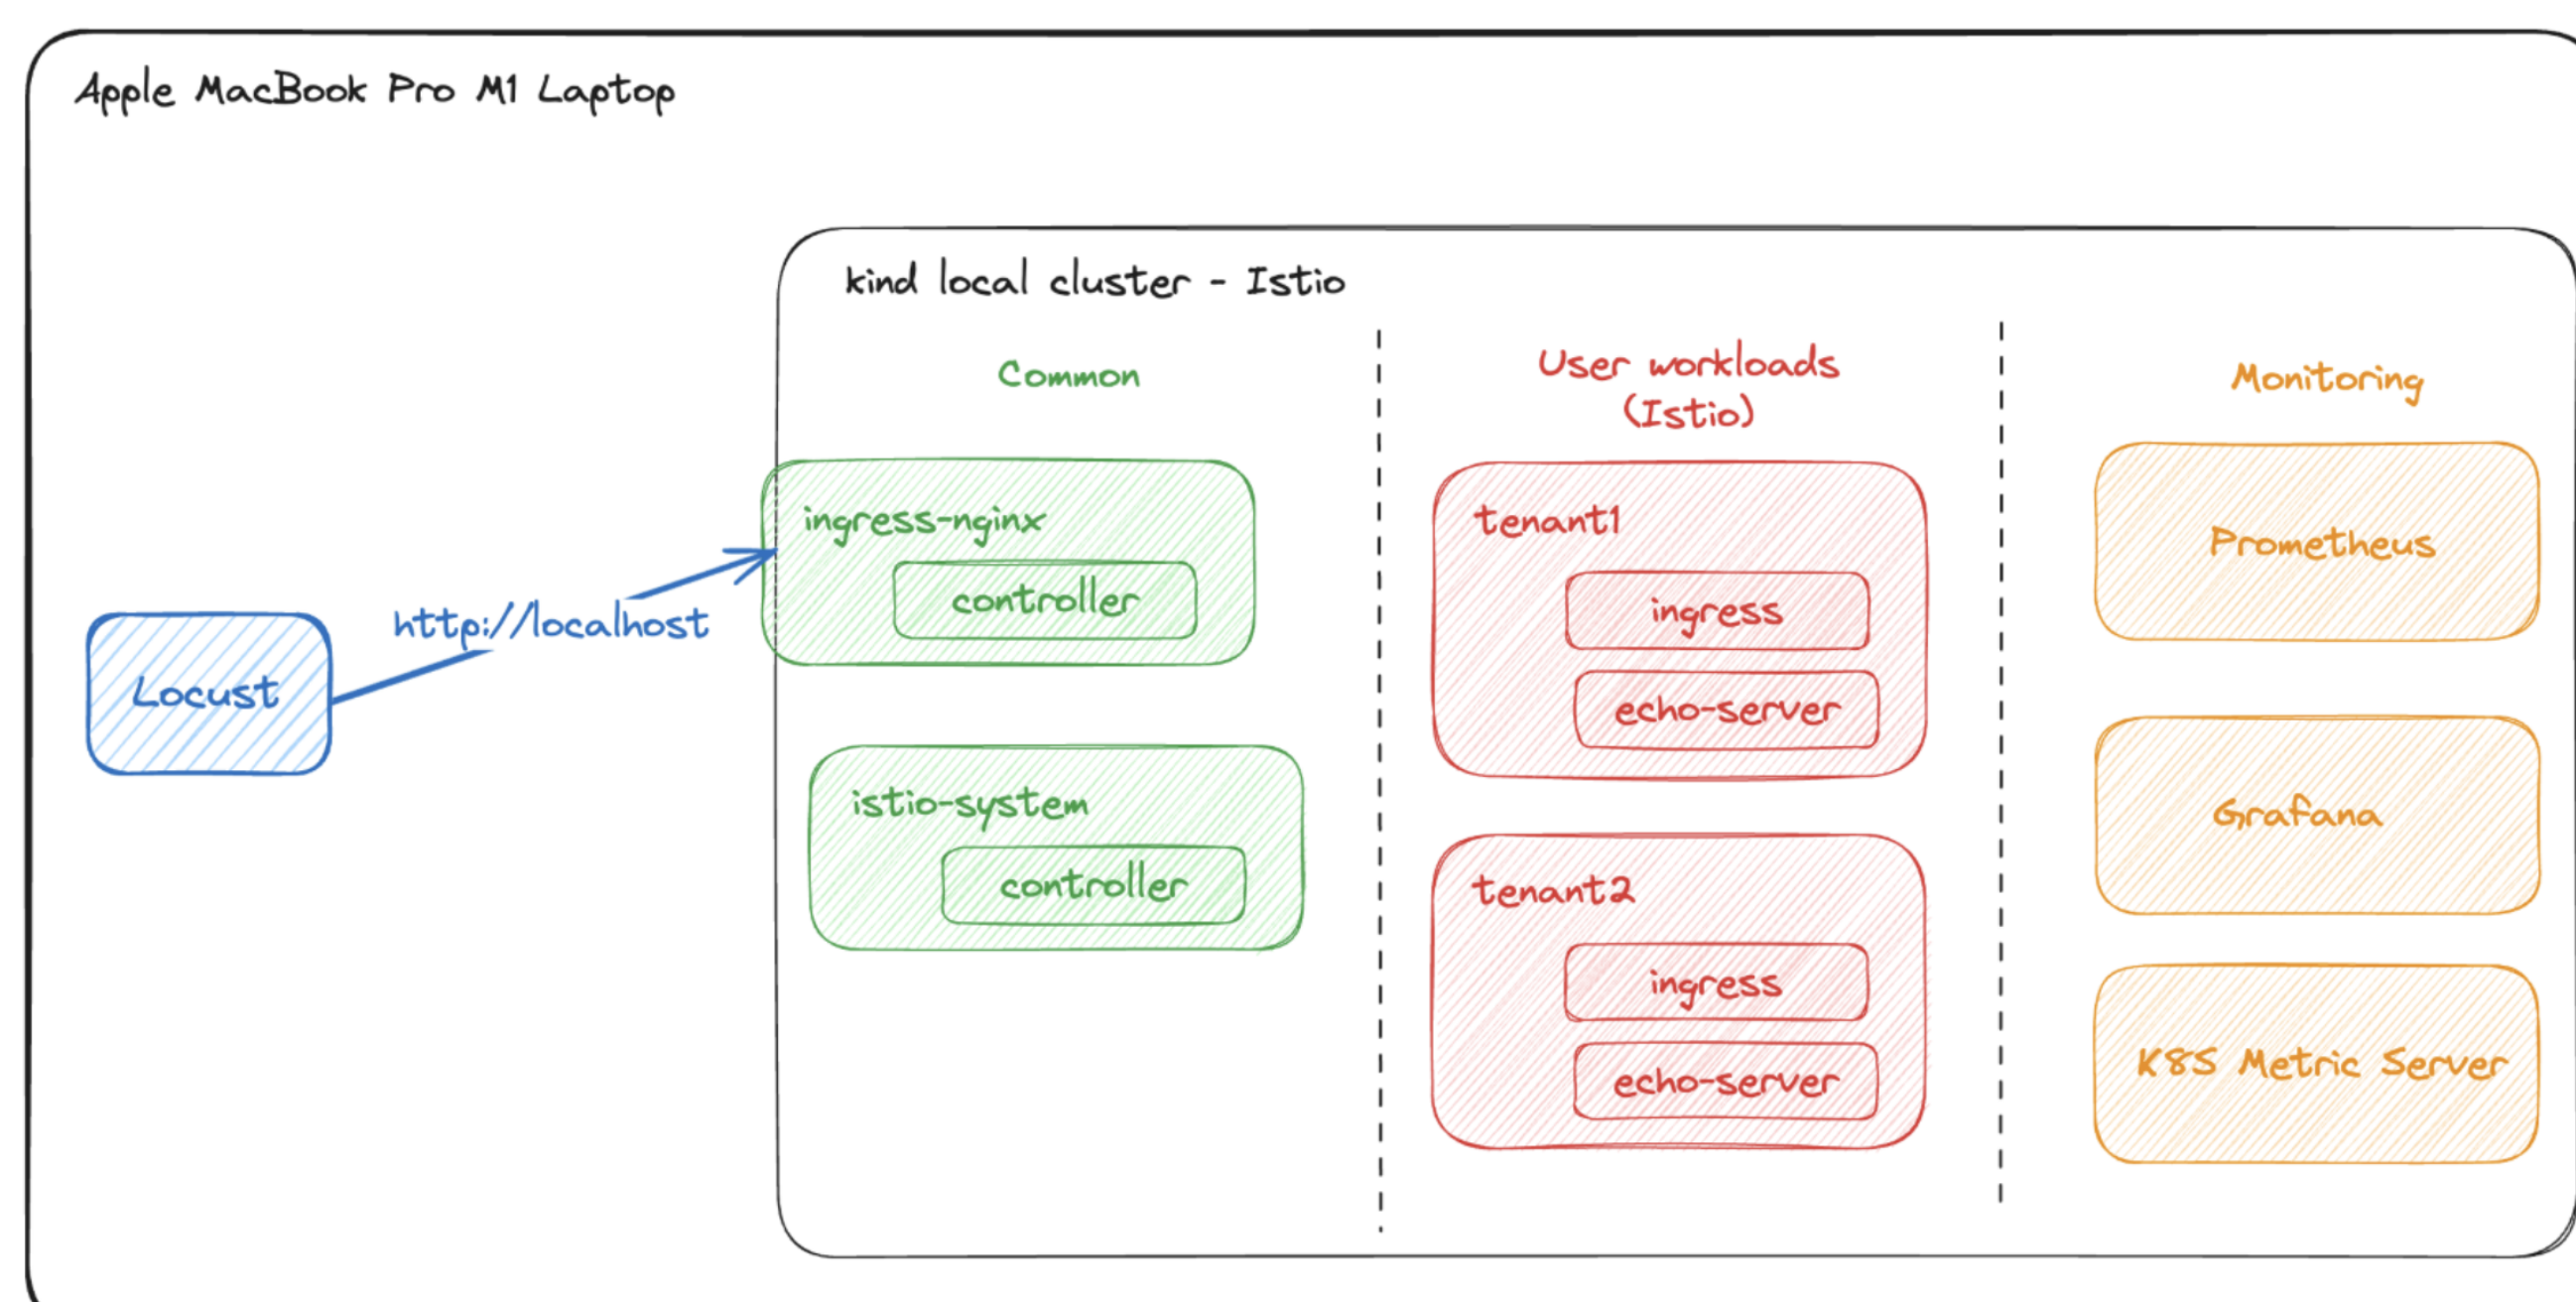 Apple MacBook Pro M1 Laptop
kind local cluster - Istio
Common
User workloads
(Istio)
Monitoring
ingress-nginx
controller
istio-system
controller
tenant1
ingress
echo-server
tenant2
ingress
echo-server
Prometheus
Grafana
K8S Metric Server
http://localhost
Locust